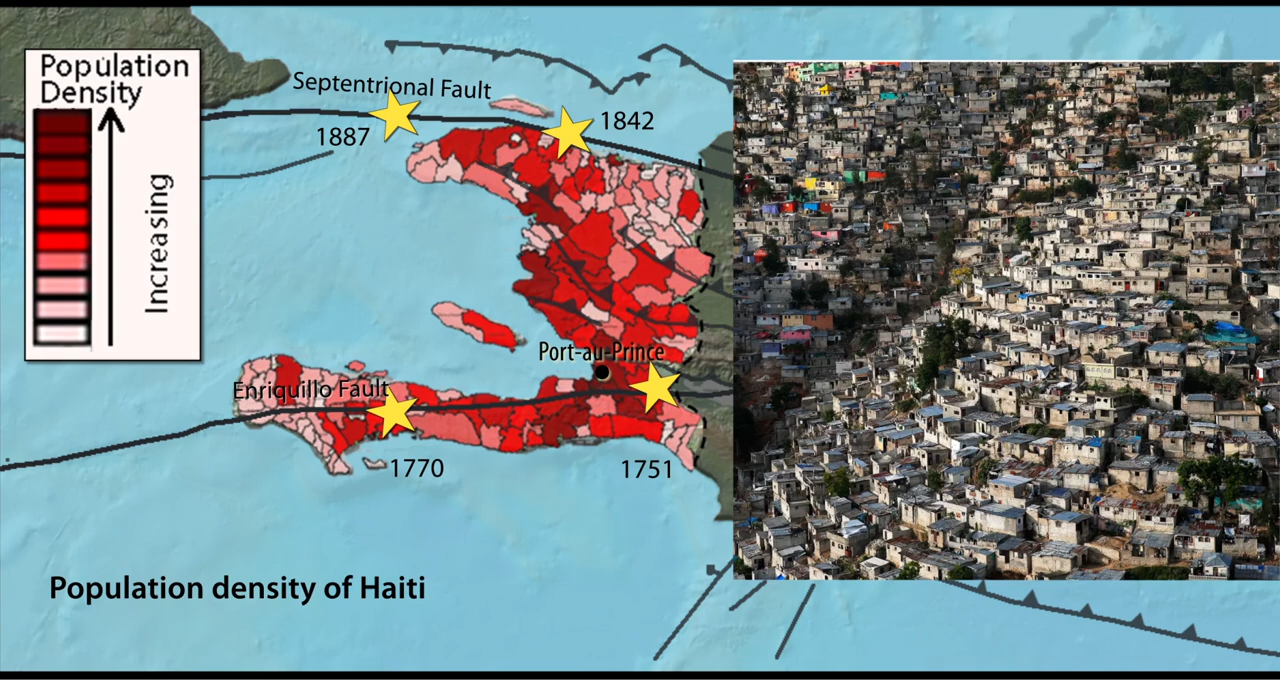 Population
Density
Increasing
Septentrional Fault
1887
1842
Port-au-Prince
Enriquillo Fault
1770
1751
Population density of Haiti